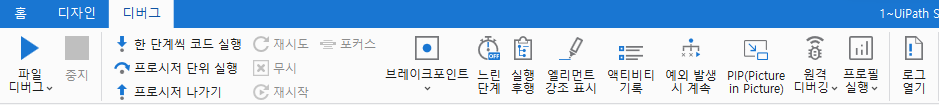 홈 디자인 디버그 1~UiPath S
한 단계씩 코드 실행 재시도 포커스
프로시저 단위 실행 무시
프로시저 나가기 재시작
파일
디버그
중지
브레이크포인트
느린
단계
실행
후행
엘리먼트
강조 표시
액티비티
기록
예외 발생
시 계속
PIP(Picture
in Picture)
원격
디버깅
프로필
실행
로그
열기